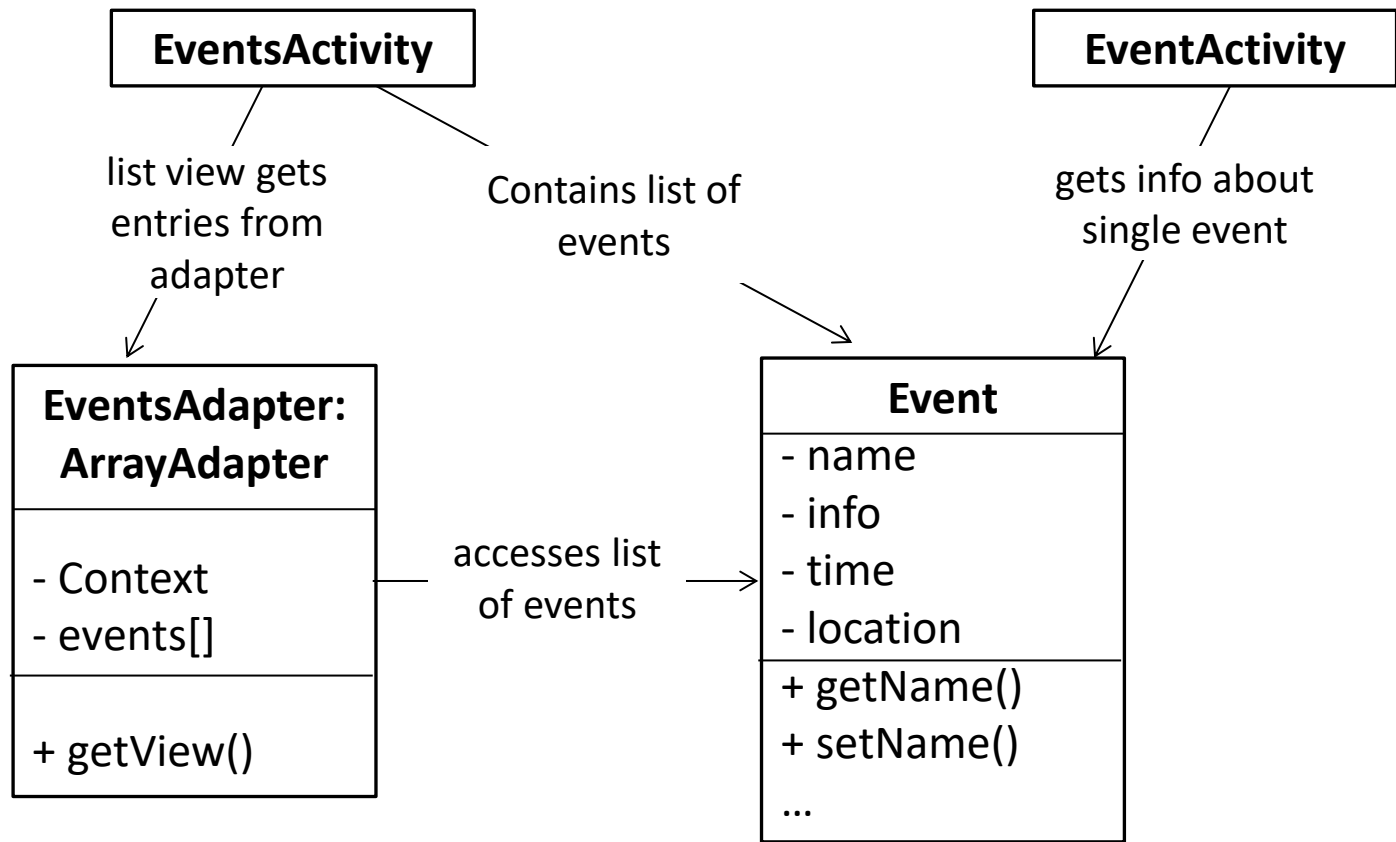 EventsActivity
EventActivity
list view gets
entries from
adapter
Contains list of
events
gets info about
single event
EventsAdapter:
ArrayAdapter
- Context
- events[]
+ getView()
accesses list
of events
Event
- name
- info
- time
- location
+ getName()
+ setName()
...